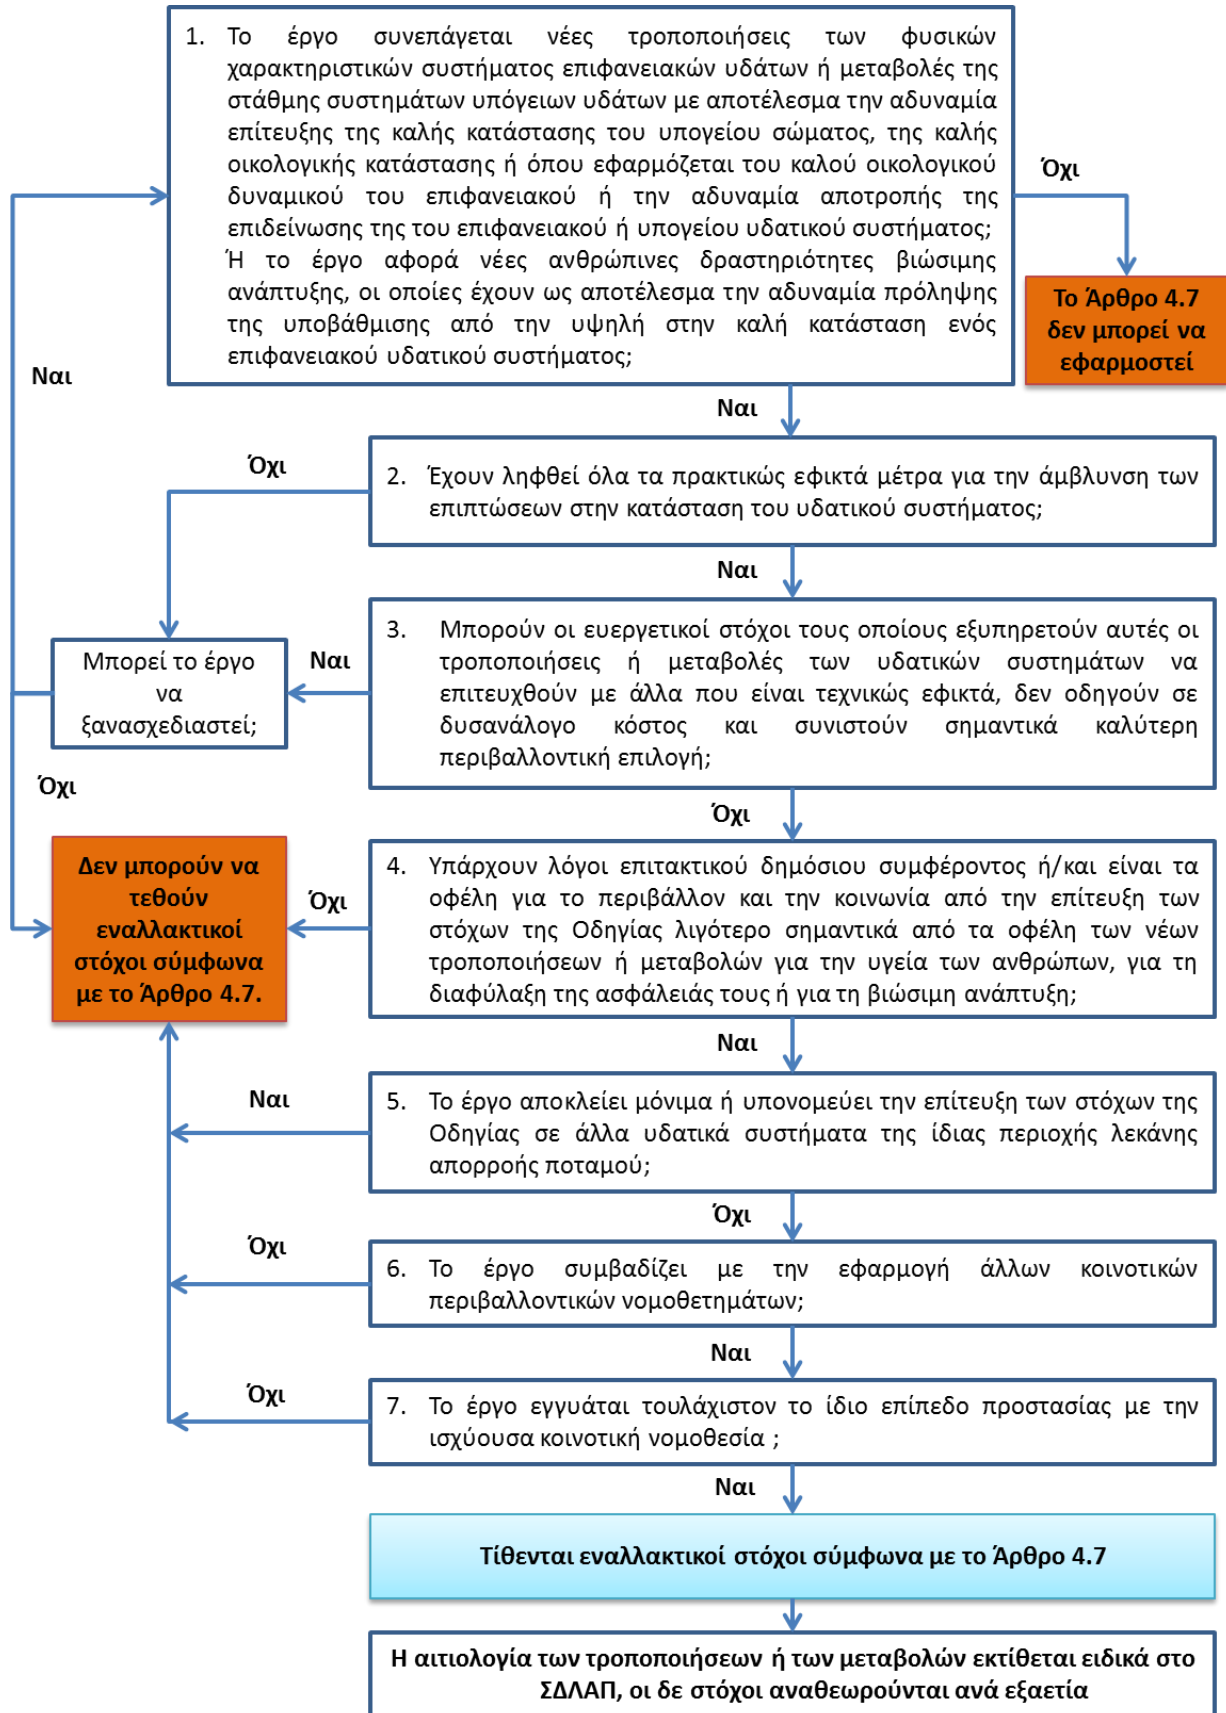 1. Το έργο συνεπάγεται νέες τροποποιήσεις των φυσικών
χαρακτηριστικών συστήματος επιφανειακών υδάτων ή μεταβολές της
στάθμης συστημάτων υπόγειων υδάτων με αποτέλεσμα την αδυναμία
επίτευξης της καλής κατάστασης του υπογείου σώματος, της καλής
οικολογικής κατάστασης ή όπου εφαρμόζεται του καλού οικολογικού
δυναμικού του επιφανειακού ή την αδυναμία αποτροπής της
επιδείνωσης της του επιφανειακού ή υπογείου υδατικού συστήματος;
Ή το έργο αφορά νέες ανθρώπινες δραστηριότητες βιώσιμης
ανάπτυξης, οι οποίες έχουν ως αποτέλεσμα την αδυναμία πρόληψης
της υποβάθμισης από την υψηλή στην καλή κατάσταση ενός
επιφανειακού υδατικού συστήματος;
Όχι
Το Άρθρο 4.7
δεν μπορεί να
εφαρμοστεί
Ναι
Ναι
Όχι
2. Έχουν ληφθεί όλα τα πρακτικώς εφικτά μέτρα για την άμβλυνση των
επιπτώσεων στην κατάσταση του υδατικού συστήματος;
Ναι
3. Μπορούν οι ευεργετικοί στόχοι τους οποίους εξυπηρετούν αυτές οι
τροποποιήσεις ή μεταβολές των υδατικών συστημάτων να
επιτευχθούν με άλλα που είναι τεχνικώς εφικτά, δεν οδηγούν σε
δυσανάλογο κόστος και συνιστούν σημαντικά καλύτερη
περιβαλλοντική επιλογή;
Ναι
Μπορεί το έργο
να
ξανασχεδιαστεί;
Όχι
Όχι
4. Υπάρχουν λόγοι επιτακτικού δημόσιου συμφέροντος ή/και είναι τα
οφέλη για το περιβάλλον και την κοινωνία από την επίτευξη των
στόχων της Οδηγίας λιγότερο σημαντικά από τα οφέλη των νέων
τροποποιήσεων ή μεταβολών για την υγεία των ανθρώπων, για τη
διαφύλαξη της ασφάλειάς τους ή για τη βιώσιμη ανάπτυξη;
Όχι
Δεν μπορούν να
τεθούν
εναλλακτικοί
στόχοι σύμφωνα
με το Άρθρο 4.7.
Ναι
Ναι
5. Το έργο αποκλείει μόνιμα ή υπονομεύει την επίτευξη των στόχων της
Οδηγίας σε άλλα υδατικά συστήματα της ίδιας περιοχής λεκάνης
απορροής ποταμού;
Όχι
Όχι
6. Το έργο συμβαδίζει με την εφαρμογή άλλων κοινοτικών
περιβαλλοντικών νομοθετημάτων;
Ναι
Όχι
7. Το έργο εγγυάται τουλάχιστον το ίδιο επίπεδο προστασίας με την
ισχύουσα κοινοτική νομοθεσία ;
Ναι
Τίθενται εναλλακτικοί στόχοι σύμφωνα με το Άρθρο 4.7
Η αιτιολογία των τροποποιήσεων ή των μεταβολών εκτίθεται ειδικά στο
ΣΔΛΑΠ, οι δε στόχοι αναθεωρούνται ανά εξαετία